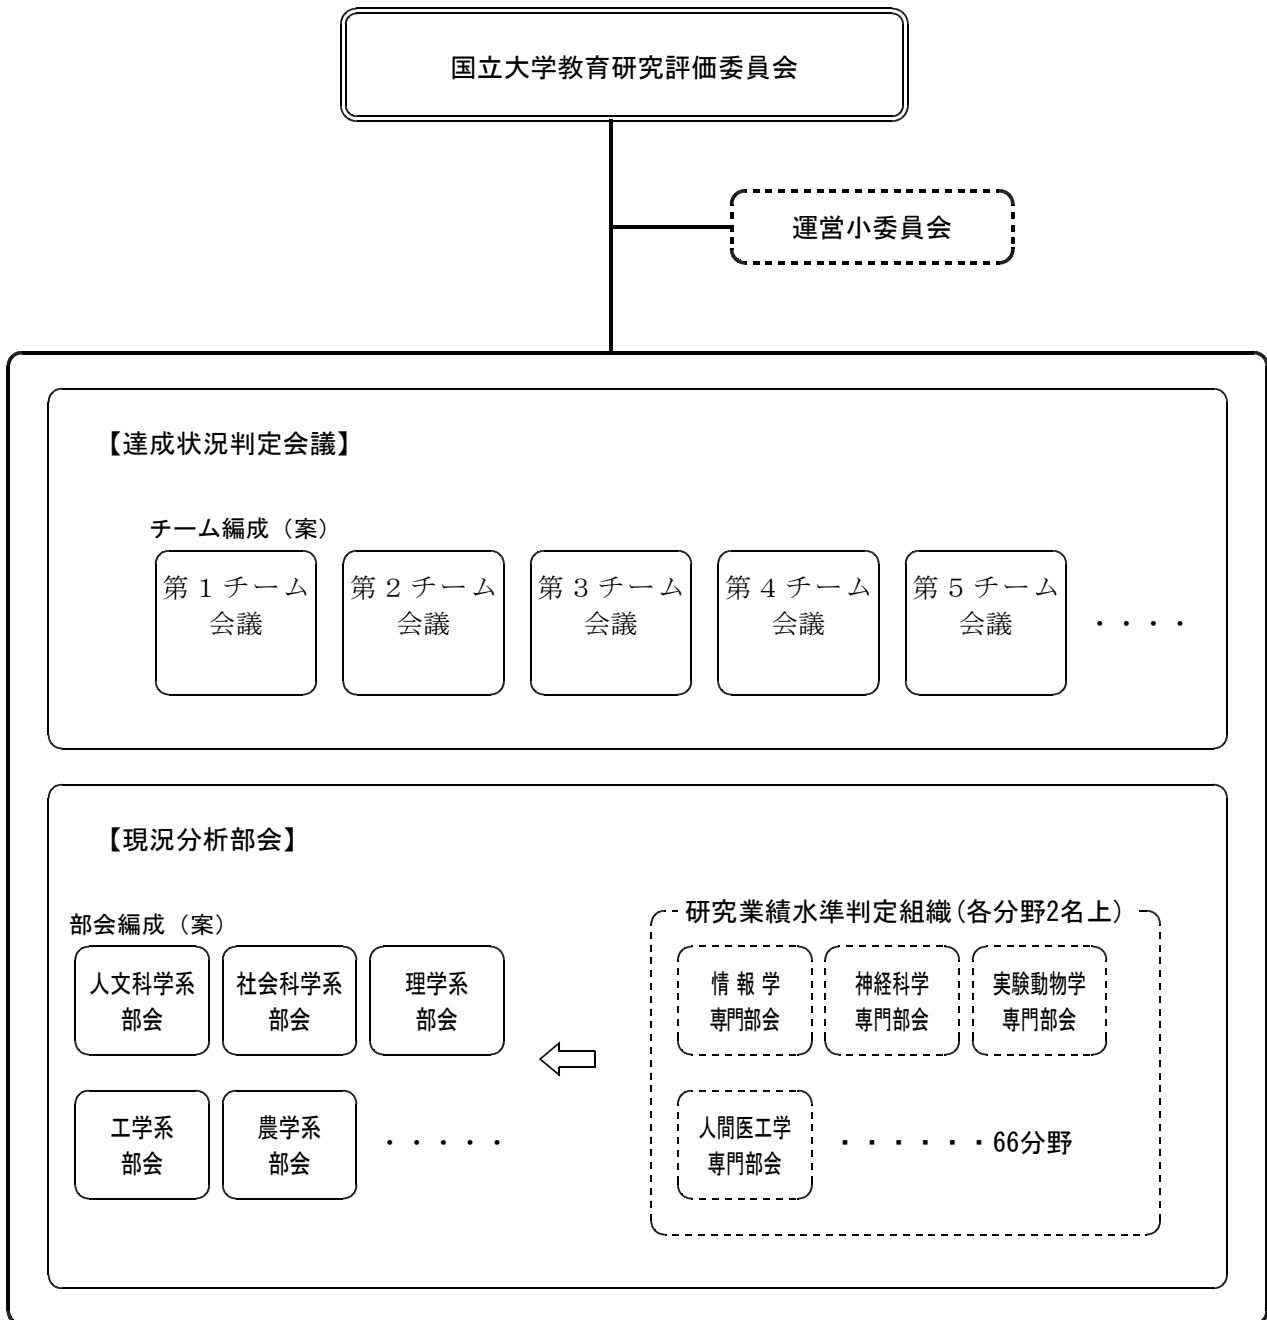 国立大学教育研究評価委員会
運営小委員会
【達成状況判定会議】
チーム編成（案）
第１チーム
会議
第２チーム
会議
第３チーム
会議
第４チーム
会議
第５チーム
会議
・・・・
【現況分析部会】
部会編成（案）
人文科学系
部会
社会科学系
部会
理学系
部会
工学系
部会
農学系
部会
・・・・・
研究業績水準判定組織(各分野2名上)
情報学
専門部会
神経科学
専門部会
実験動物学
専門部会
人間医工学
専門部会
・・・・・・66分野